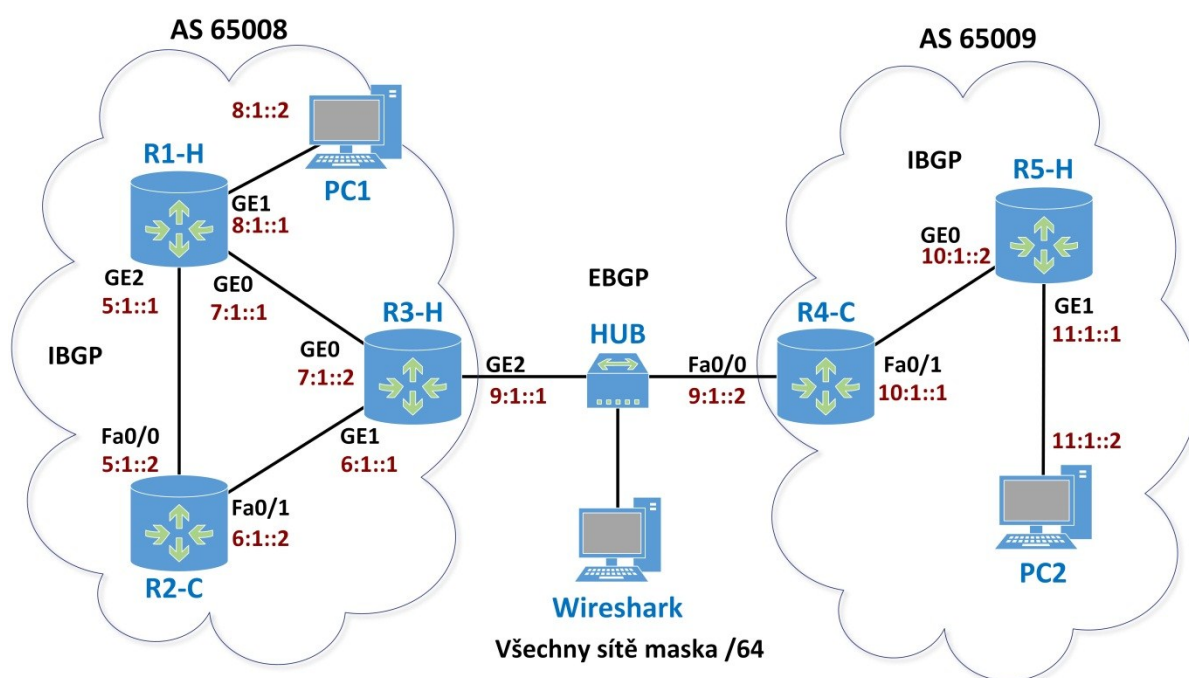 AS 65008
8:1::2
R1-H
PC1
GE1
8:1::1
GE2
5:1::1
GE0
7:1::1
R3-H
IBGP
GE0
7:1::2
GE2
9:1::1
Fa0/0
5:1::2
GE1
6:1::1
Fa0/1
6:1::2
R2-C
EBGP
HUB
Fa0/0
9:1::2
Wireshark
Všechny sítě maska /64
AS 65009
IBGP
R5-H
GE0
10:1::2
R4-C
GE1
11:1::1
Fa0/1
10:1::1
11:1::2
PC2